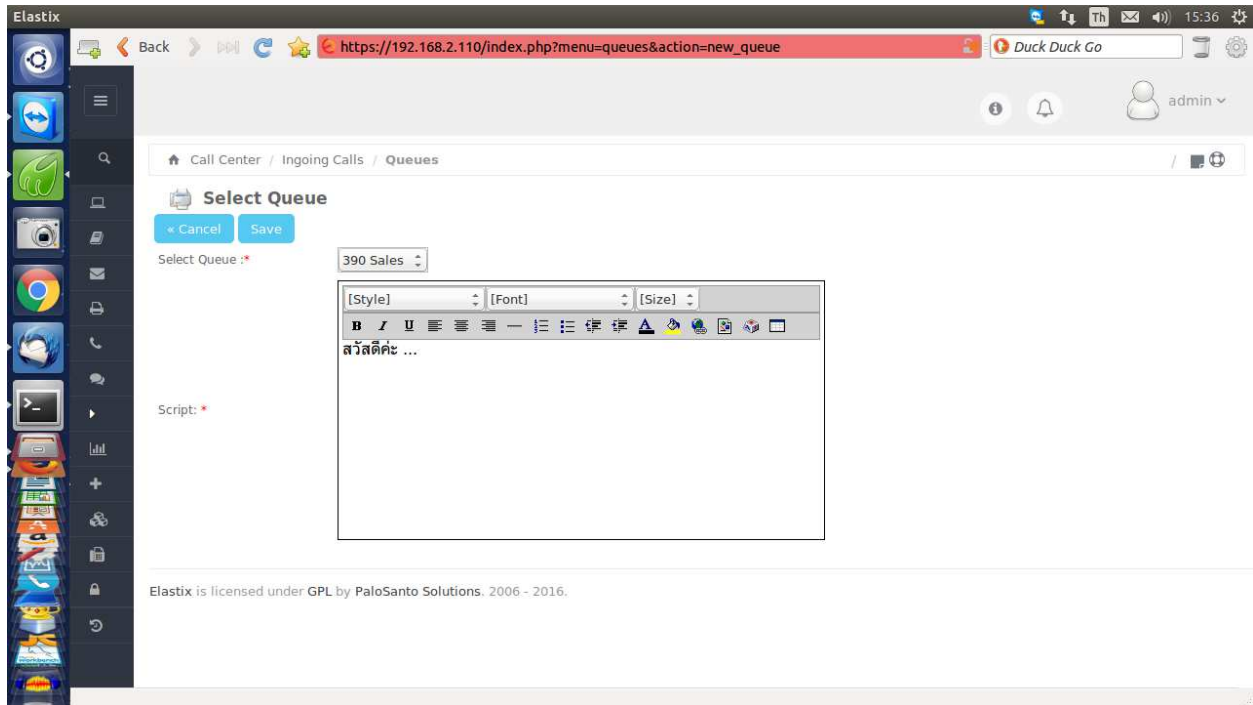 Elastix
Th
15:36
Back
https://192.168.2.110/index.php?menu=queues&action=new_queue
Duck Duck Go
admin
Call Center / Ingoing Calls / Queues
/
Select Queue
« Cancel
Save
Select Queue :*
390 Sales
[Style]
[Font]
[Size]
B I U
A
สวัสดีค่ะ ...
Script: *
Elastix is licensed under GPL by PaloSanto Solutions. 2006 - 2016.